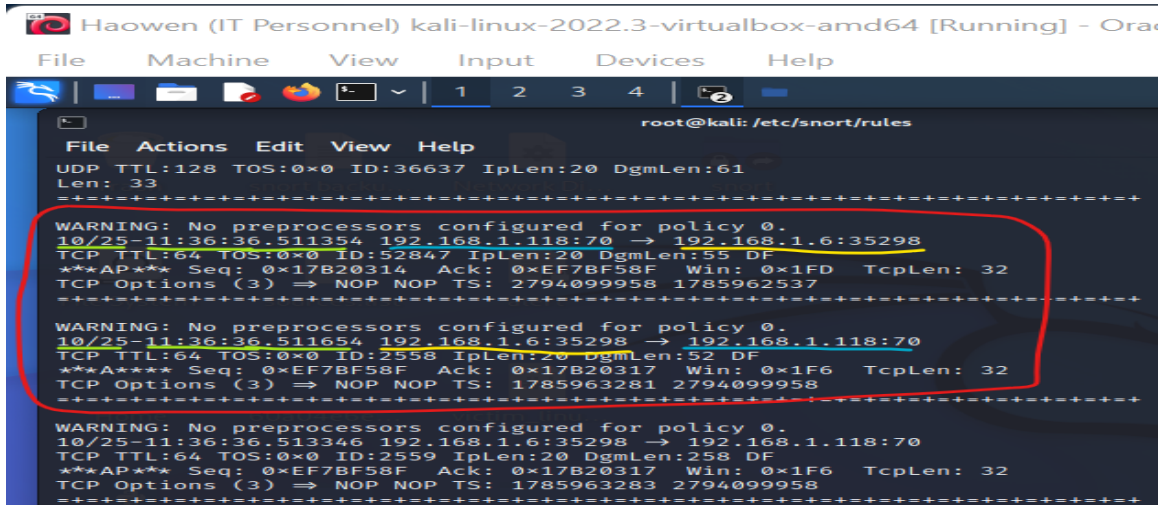 Haowen (IT Personnel) kali-linux-2022.3-virtualbox-amd64 [Running] - Orac
File Machine View Input Devices Help
1 2 3 4
root@kali: /etc/snort/rules
File Actions Edit View Help
UDP TTL:128 TOS:0×0 ID:36637 IpLen:20 DgmLen:61
Len: 33
=+=+=+=+=+=+=+=+=+=+=+=+=+=+=+=+=+=+=+=+=+=+=+=+=+=+=+=+=+=+=+=+=+=+=+=+=+
WARNING: No preprocessors configured for policy 0.
10/25-11:36:36.511354 192.168.1.118:70 → 192.168.1.6:35298
TCP TTL:64 TOS:0×0 ID:52847 IpLen:20 DgmLen:55 DF
***AP*** Seq: 0×17B20314 Ack: 0×EF7BF58F Win: 0×1FD TcpLen: 32
TCP Options (3) ⇒ NOP NOP TS: 2794099958 1785962537
=+=+=+=+=+=+=+=+=+=+=+=+=+=+=+=+=+=+=+=+=+=+=+=+=+=+=+=+=+=+=+=+=+=+=+=+=+
WARNING: No preprocessors configured for policy 0.
10/25-11:36:36.511654 192.168.1.6:35298 → 192.168.1.118:70
TCP TTL:64 TOS:0×0 ID:2558 IpLen:20 DgmLen:52 DF
***A**** Seq: 0×EF7BF58F Ack: 0×17B20317 Win: 0×1F6 TcpLen: 32
TCP Options (3) ⇒ NOP NOP TS: 1785963281 2794099958
=+=+=+=+=+=+=+=+=+=+=+=+=+=+=+=+=+=+=+=+=+=+=+=+=+=+=+=+=+=+=+=+=+=+=+=+=+
WARNING: No preprocessors configured for policy 0.
10/25-11:36:36.513346 192.168.1.6:35298 → 192.168.1.118:70
TCP TTL:64 TOS:0×0 ID:2559 IpLen:20 DgmLen:258 DF
***AP*** Seq: 0×EF7BF58F Ack: 0×17B20317 Win: 0×1F6 TcpLen: 32
TCP Options (3) ⇒ NOP NOP TS: 1785963283 2794099958
=+=+=+=+=+=+=+=+=+=+=+=+=+=+=+=+=+=+=+=+=+=+=+=+=+=+=+=+=+=+=+=+=+=+=+=+=+